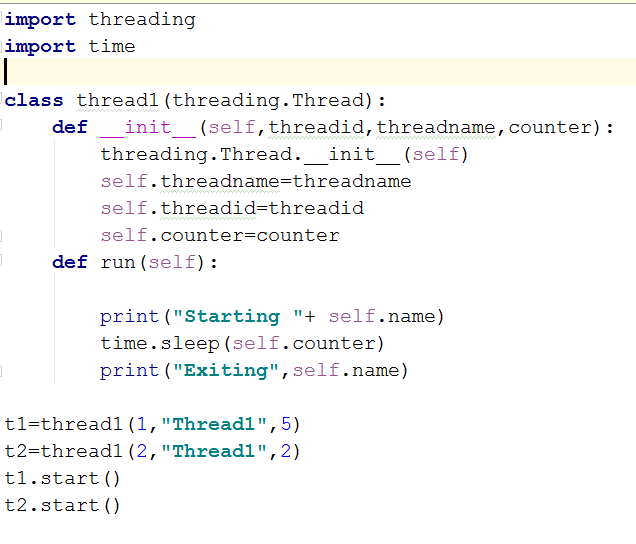 import threading
import time
class thread1(threading.Thread):
    def __init__(self,threadid,threadname,counter):
        threading.Thread.__init__(self)
        self.threadname=threadname
        self.threadid=threadid
        self.counter=counter
    def run(self):
        print("Starting "+ self.name)
        time.sleep(self.counter)
        print("Exiting",self.name)
t1=thread1(1,"Thread1",5)
t2=thread1(2,"Thread1",2)
t1.start()
t2.start()